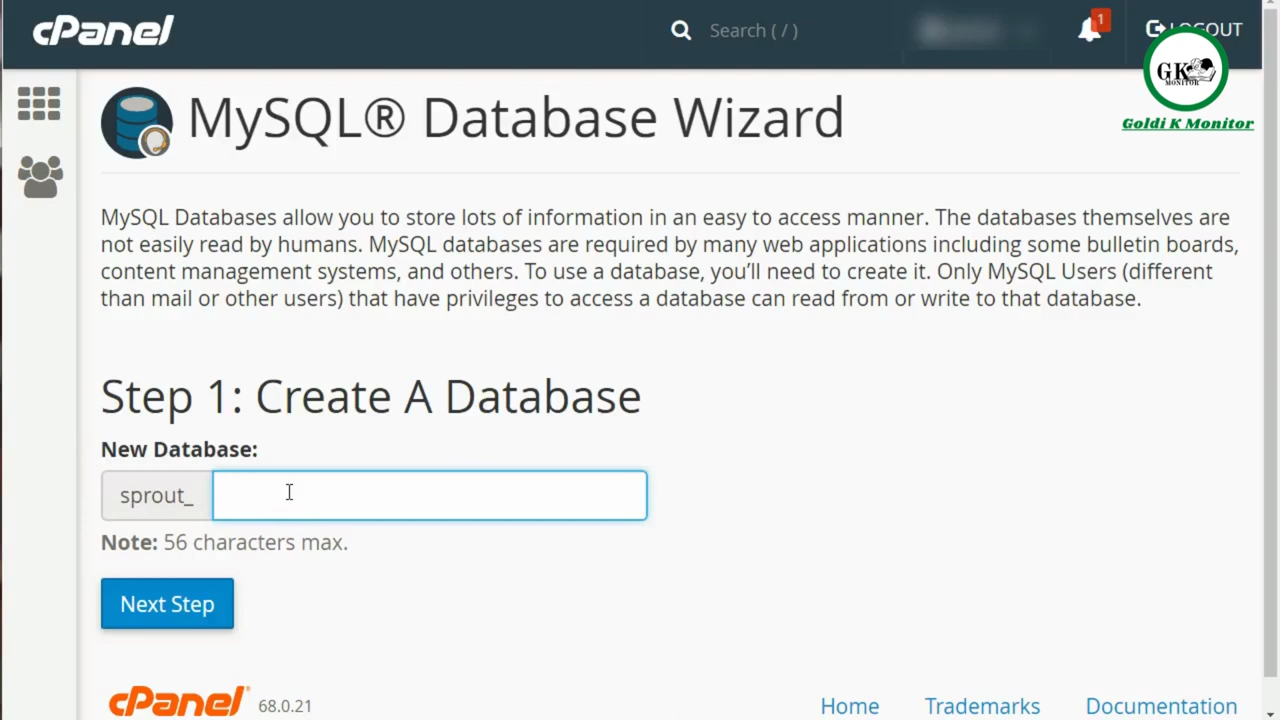 cPanel
Search ( / )
1
LOGOUT
GK
MONITOR
Goldi K Monitor
MySQL® Database Wizard
MySQL Databases allow you to store lots of information in an easy to access manner. The databases themselves are
not easily read by humans. MySQL databases are required by many web applications including some bulletin boards,
content management systems, and others. To use a database, you’ll need to create it. Only MySQL Users (different
than mail or other users) that have privileges to access a database can read from or write to that database.
Step 1: Create A Database
New Database:
sprout_
Note: 56 characters max.
Next Step
cPanel® 68.0.21
Home Trademarks Documentation